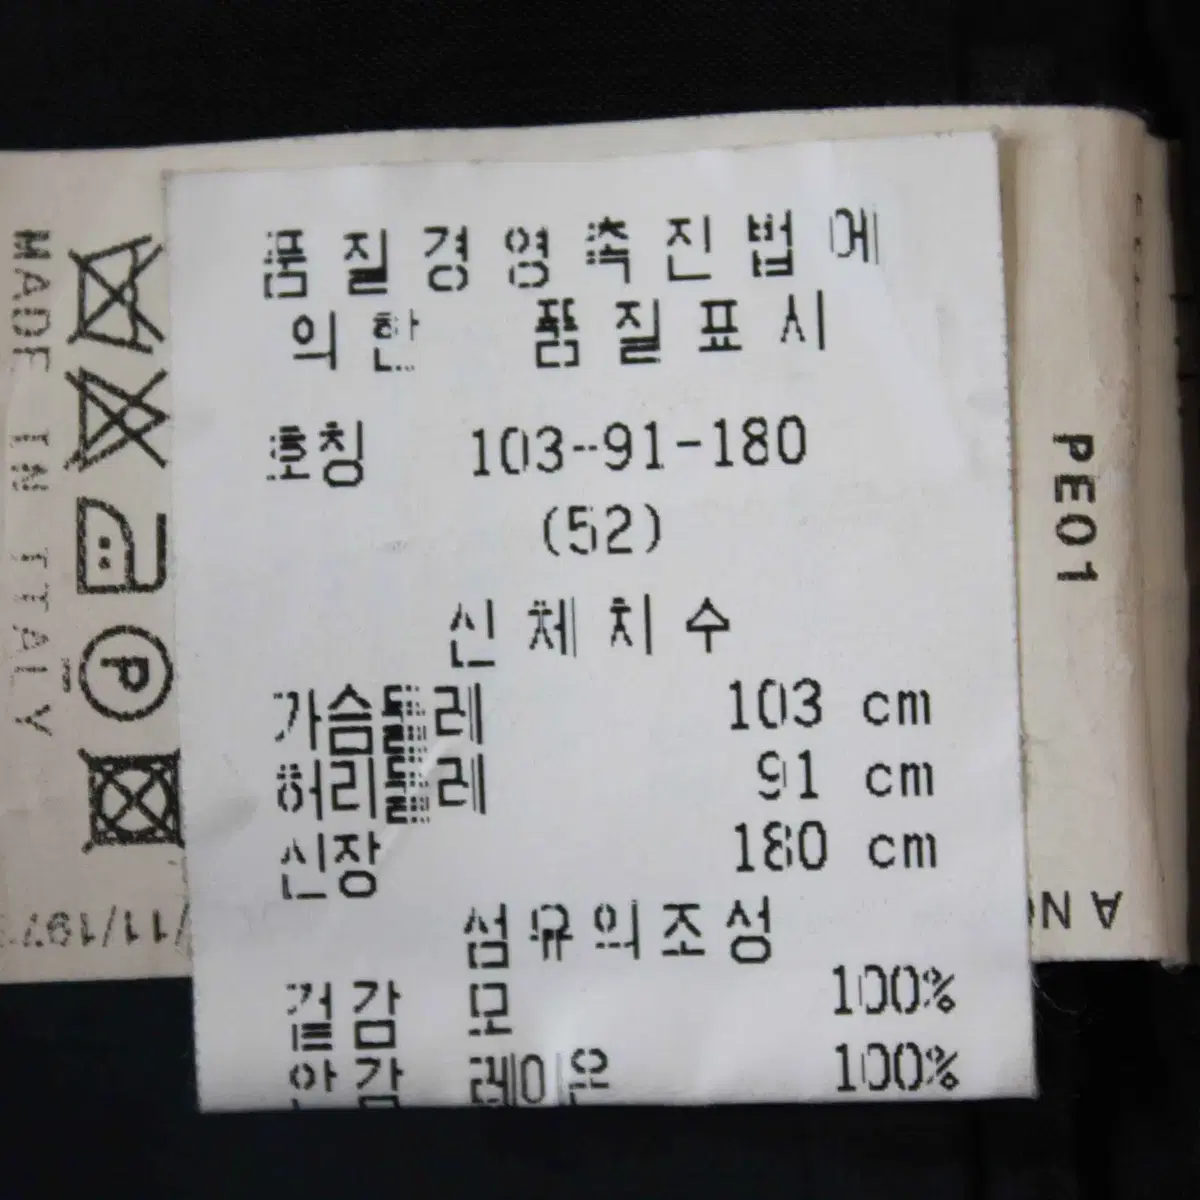 품질경영촉진법에
의한 품질표시
호칭 103-91-180
(52)
신체치수
가슴둘레 103 cm
허리둘레 91 cm
신장 180 cm
섬유의조성
겉감 모 100%
안감 레이온 100%
MADE IN ITALY
P
PE01